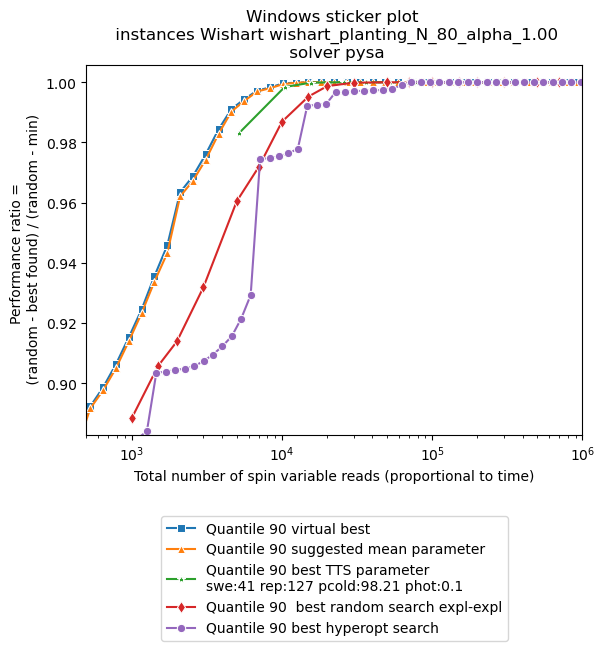 Windows sticker plot
instances Wishart wishart_planting_N_80_alpha_1.00
solver pysa
Performance ratio =
(random - best found) / (random - min)
1.00
0.98
0.96
0.94
0.92
0.90
10³
10⁴
10⁵
10⁶
Total number of spin variable reads (proportional to time)
Quantile 90 virtual best
Quantile 90 suggested mean parameter
Quantile 90 best TTS parameter
swe:41 rep:127 pcold:98.21 phot:0.1
Quantile 90  best random search expl-expl
Quantile 90 best hyperopt search